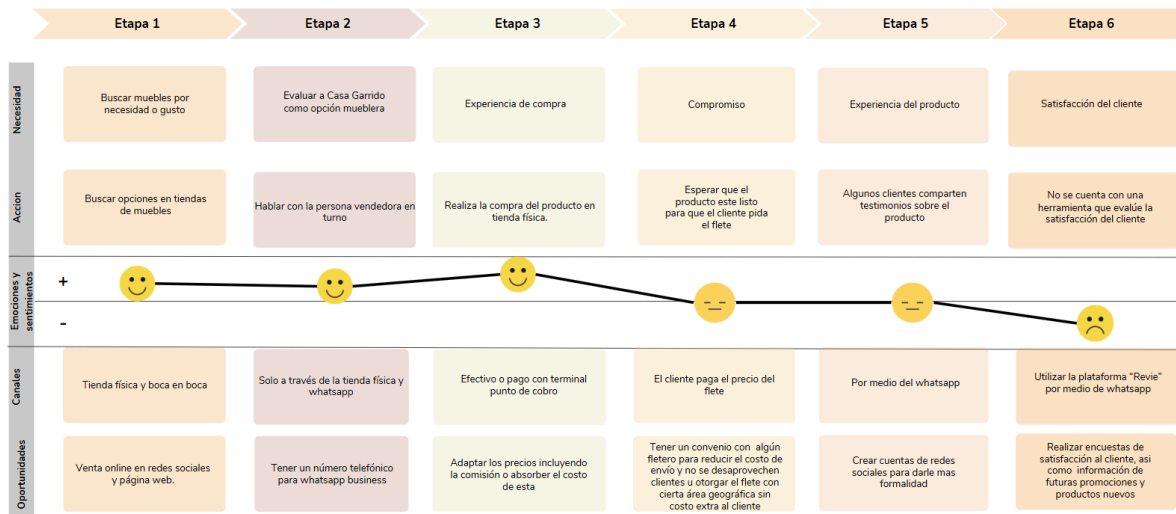 Etapa 1
Etapa 2
Etapa 3
Etapa 4
Etapa 5
Etapa 6
Necesidad
Buscar muebles por
necesidad o gusto
Evaluar a Casa Garrido
como opción mueblera
Experiencia de compra
Compromiso
Experiencia del producto
Satisfacción del cliente
Accion
Buscar opciones en tiendas
de muebles
Hablar con la persona vendedora en
turno
Realiza la compra del producto en
tienda física.
Esperar que el
producto este listo
para que el cliente pida
el flete
Algunos clientes comparten
testimonios sobre el
producto
No se cuenta con una
herramienta que evalúe la
satisfacción del cliente
Emociones y
sentimientos
+
-
Canales
Tienda física y boca en boca
Solo a través de la tienda física y
whatsapp
Efectivo o pago con terminal
punto de cobro
El cliente paga el precio del
flete
Por medio del whatsapp
Utilizar la plataforma “Revie”
por medio de whatsapp
Oportunidades
Venta online en redes sociales
y página web.
Tener un número telefónico
para whatsapp business
Adaptar los precios incluyendo
la comisión o absorber el costo
de esta
Tener un convenio con algún
fletero para reducir el costo de
envío y no se desaprovechen
clientes u otorgar el flete con
cierta área geográfica sin
costo extra al cliente
Crear cuentas de redes
sociales para darle mas
formalidad
Realizar encuestas de
satisfacción al cliente, asi
como información de
futuras promociones y
productos nuevos